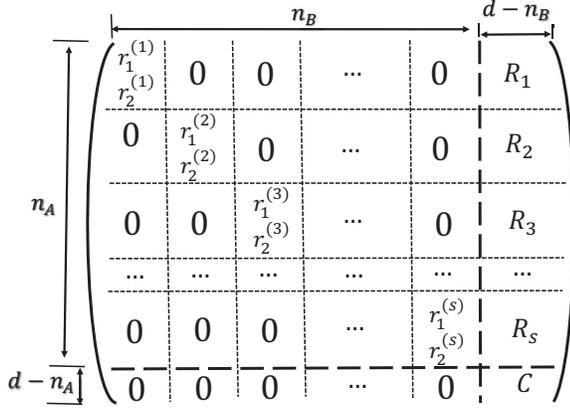 n_B d − n_B
r_1^{(1)} 0 0 ... 0 R_1
r_2^{(1)}
0 r_1^{(2)} 0 ... 0 R_2
r_2^{(2)}
n_A 0 0 r_1^{(3)} ... 0 R_3
r_2^{(3)}
... ... ... ... ... ...
0 0 0 ... r_1^{(s)} R_s
r_2^{(s)}
d − n_A 0 0 0 ... 0 C